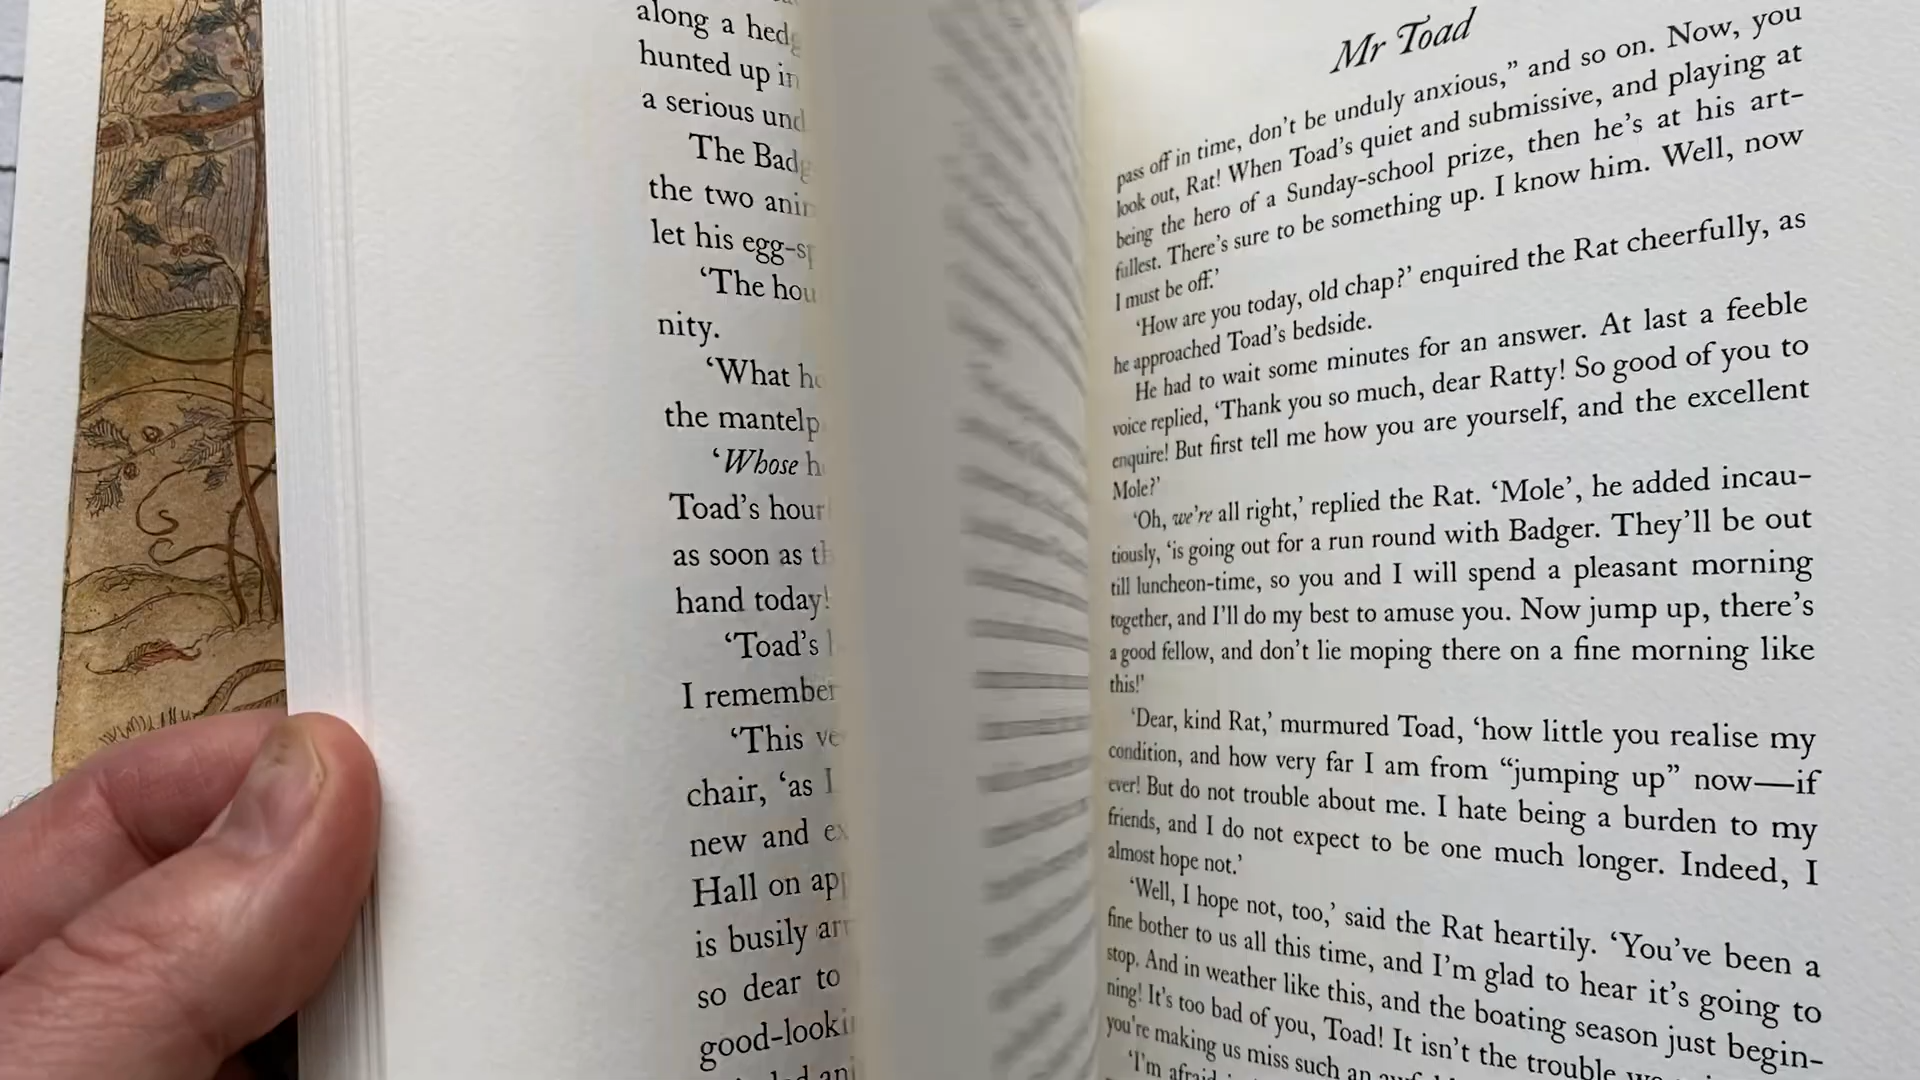 along a
hunted up in
a serious
The
the two
let his
'The
nity.
'What
the
'Whose
Toad's
as soon as
hand today!
'Toad's
I remember
'This
chair, 'as I
new and
Hall on
is busily
so dear to
Mr Toad
pass off in time, don't be unduly anxious," and so on. Now, you
look out, Rat! When Toad's quiet and submissive, and playing at
being the hero of a Sunday-school prize, then he's at his art-
fullest. There's sure to be something up. I know him. Well, now
I must be off.'
'How are you today, old chap?' enquired the Rat cheerfully, as
he approached Toad's bedside.
He had to wait some minutes for an answer. At last a feeble
voice replied, 'Thank you so much, dear Ratty! So good of you to
enquire! But first tell me how you are yourself, and the excellent
Mole?'
'Oh, we're all right,' replied the Rat. 'Mole', he added incau-
tiously, 'is going out for a run round with Badger. They'll be out
till luncheon-time, so you and I will spend a pleasant morning
together, and I'll do my best to amuse you. Now jump up, there's
a good fellow, and don't lie moping there on a fine morning like
this!'
'Dear, kind Rat,' murmured Toad, 'how little you realise my
condition, and how very far I am from "jumping up" now—if
ever! But do not trouble about me. I hate being a burden to my
friends, and I do not expect to be one much longer. Indeed, I
almost hope not.'
'Well, I hope not, too,' said the Rat heartily. 'You've been a
fine bother to us all this time, and I'm glad to hear it's going to
stop. And in weather like this, and the boating season just begin-
ning! It's too bad of you, Toad! It isn't the trouble
you're making us miss such an
'I'm afraid